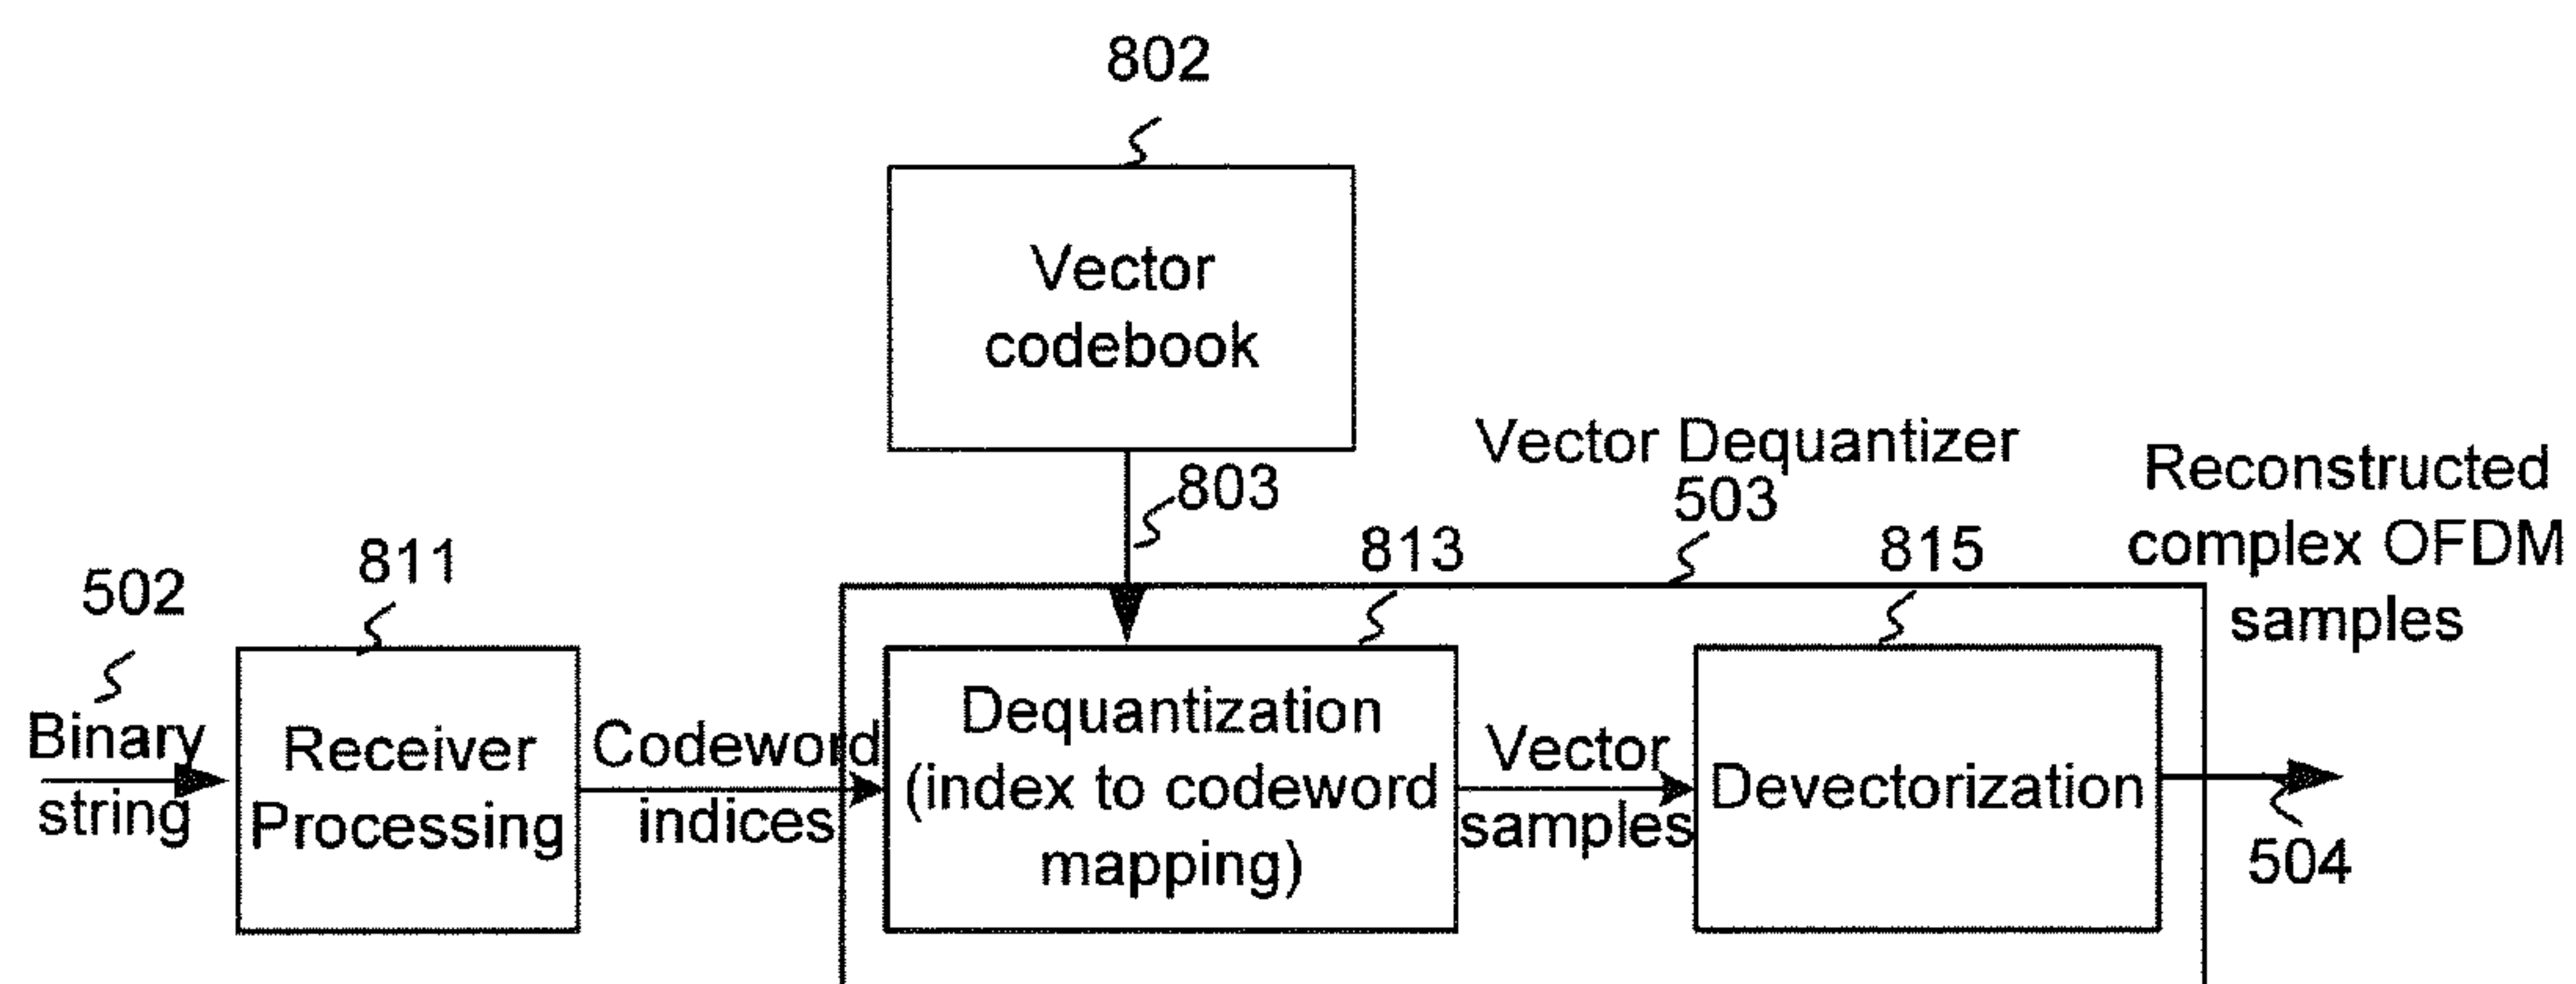 802
Vector
codebook
803
Vector Dequantizer
503
Reconstructed
complex OFDM
samples
502
811
813
815
Binary
string
Receiver
Processing
Codeword
indices
Dequantization
(index to codeword
mapping)
Vector
samples
Devectorization
504